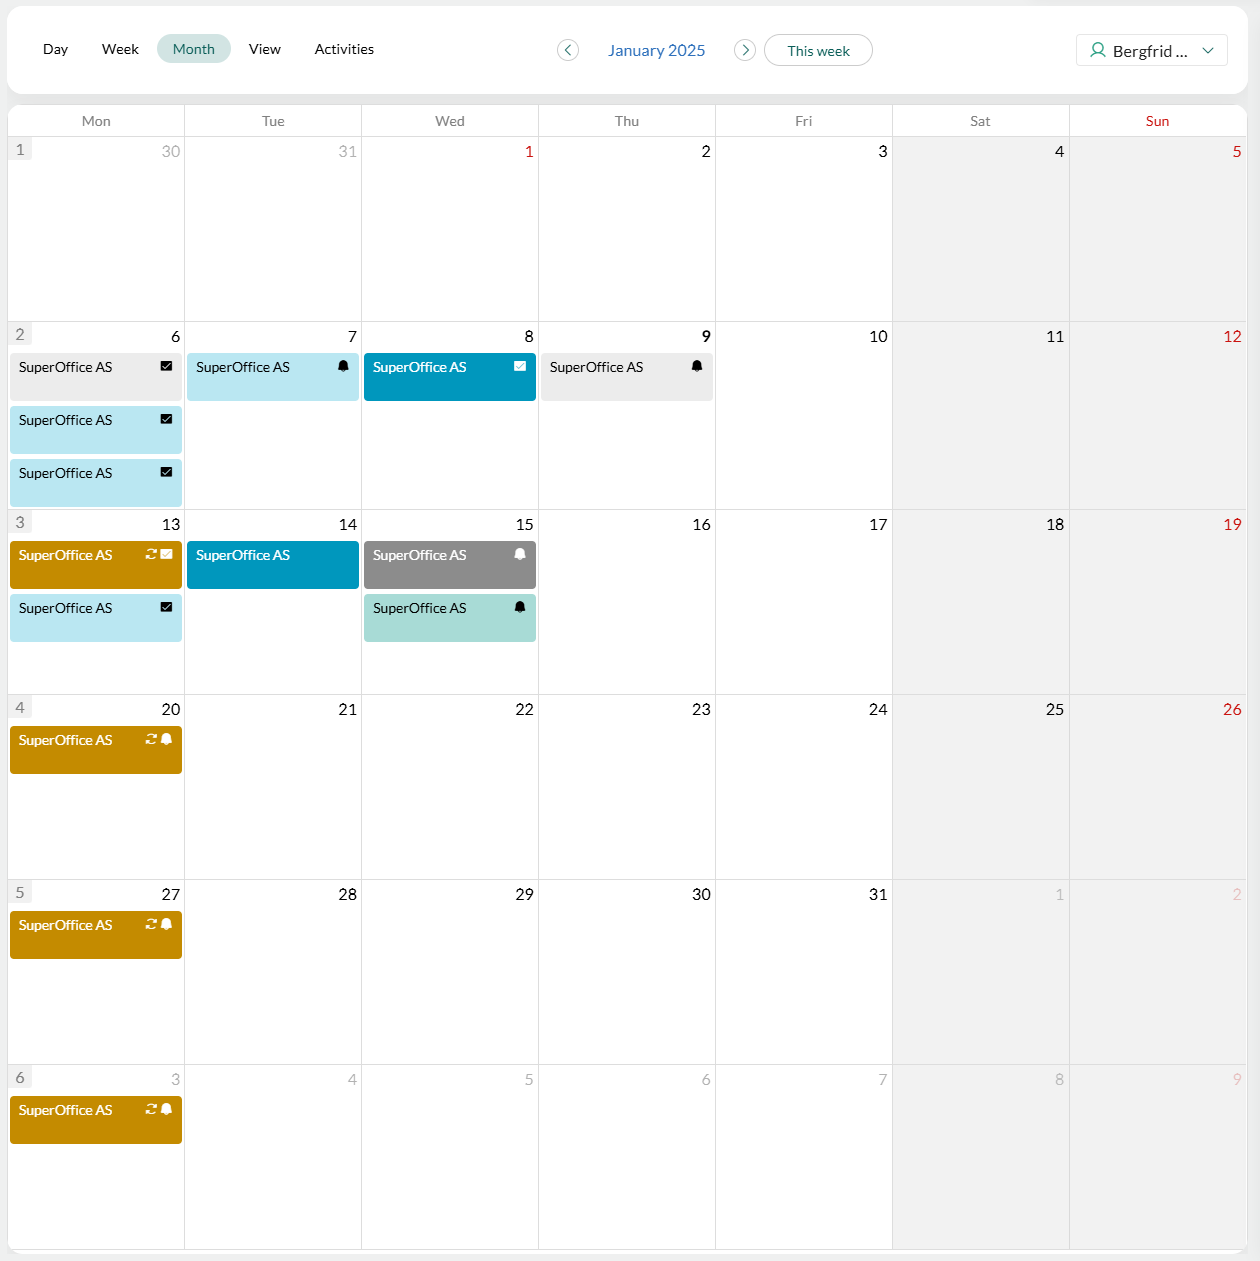 Day Week Month View Activities January 2025 This week Bergfrid ...
Mon Tue Wed Thu Fri Sat Sun
1 30 31 1 2 3 4 5
2 6 7 8 9 10 11 12
SuperOffice AS SuperOffice AS SuperOffice AS SuperOffice AS
SuperOffice AS
SuperOffice AS
3 13 14 15 16 17 18 19
SuperOffice AS SuperOffice AS SuperOffice AS
SuperOffice AS SuperOffice AS
4 20 21 22 23 24 25 26
SuperOffice AS
5 27 28 29 30 31 1 2
SuperOffice AS
6 3 4 5 6 7 8 9
SuperOffice AS